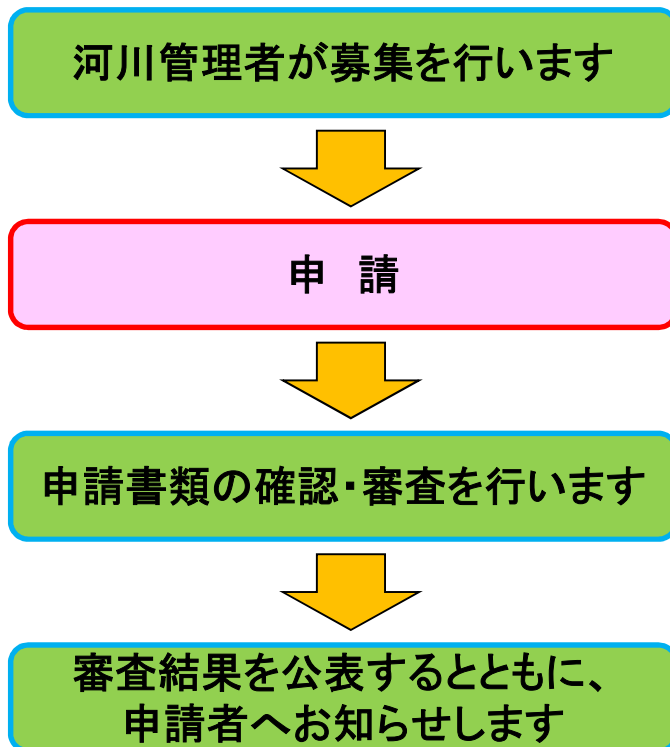 河川管理者が募集を行います
申　請
申請書類の確認・審査を行います
審査結果を公表するとともに、
申請者へお知らせします